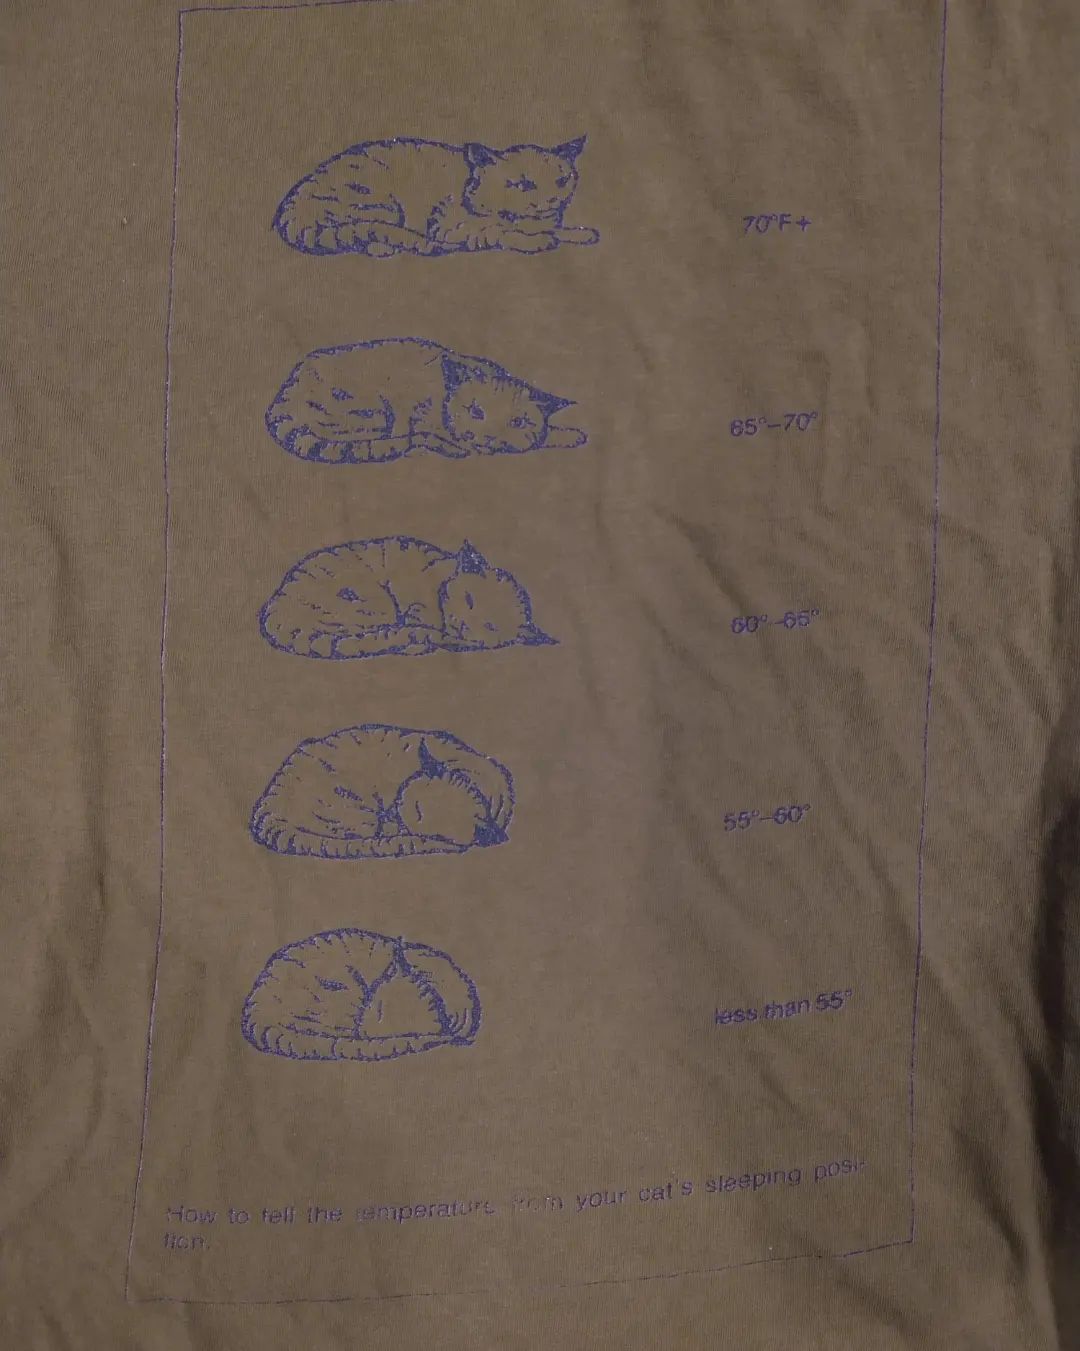 70°F+
65°–70°
60°–65°
55°–60°
less than 55°
How to tell the temperature from your cat's sleeping posi-
tion.